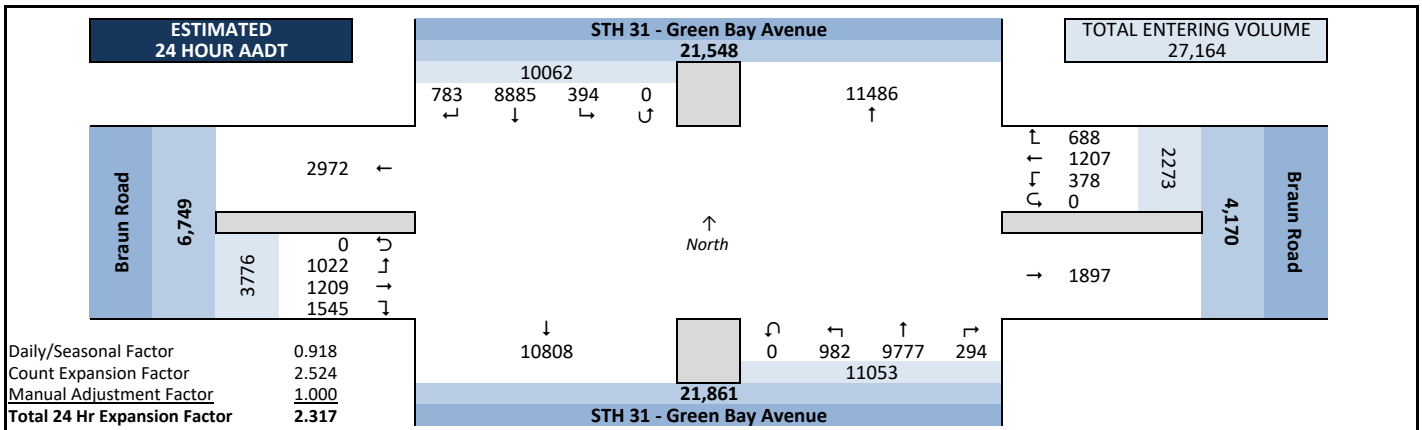 ESTIMATED
24 HOUR AADT
STH 31 - Green Bay Avenue
21,548
TOTAL ENTERING VOLUME
27,164
10062
783 8885 394 0
↵ ↓ ↳ ↺
11486
↑
Braun Road
6,749
2972 ←
3776
0 ⮌
1022 ⮥
1209 →
1545 ⮧
↑
North
↑ 688
← 1207
↓ 378
⮎ 0
2273
4,170
Braun Road
→ 1897
↓
10808
∩ ↰ ↑ ↱
0 982 9777 294
11053
21,861
STH 31 - Green Bay Avenue
Daily/Seasonal Factor 0.918
Count Expansion Factor 2.524
Manual Adjustment Factor 1.000
Total 24 Hr Expansion Factor 2.317